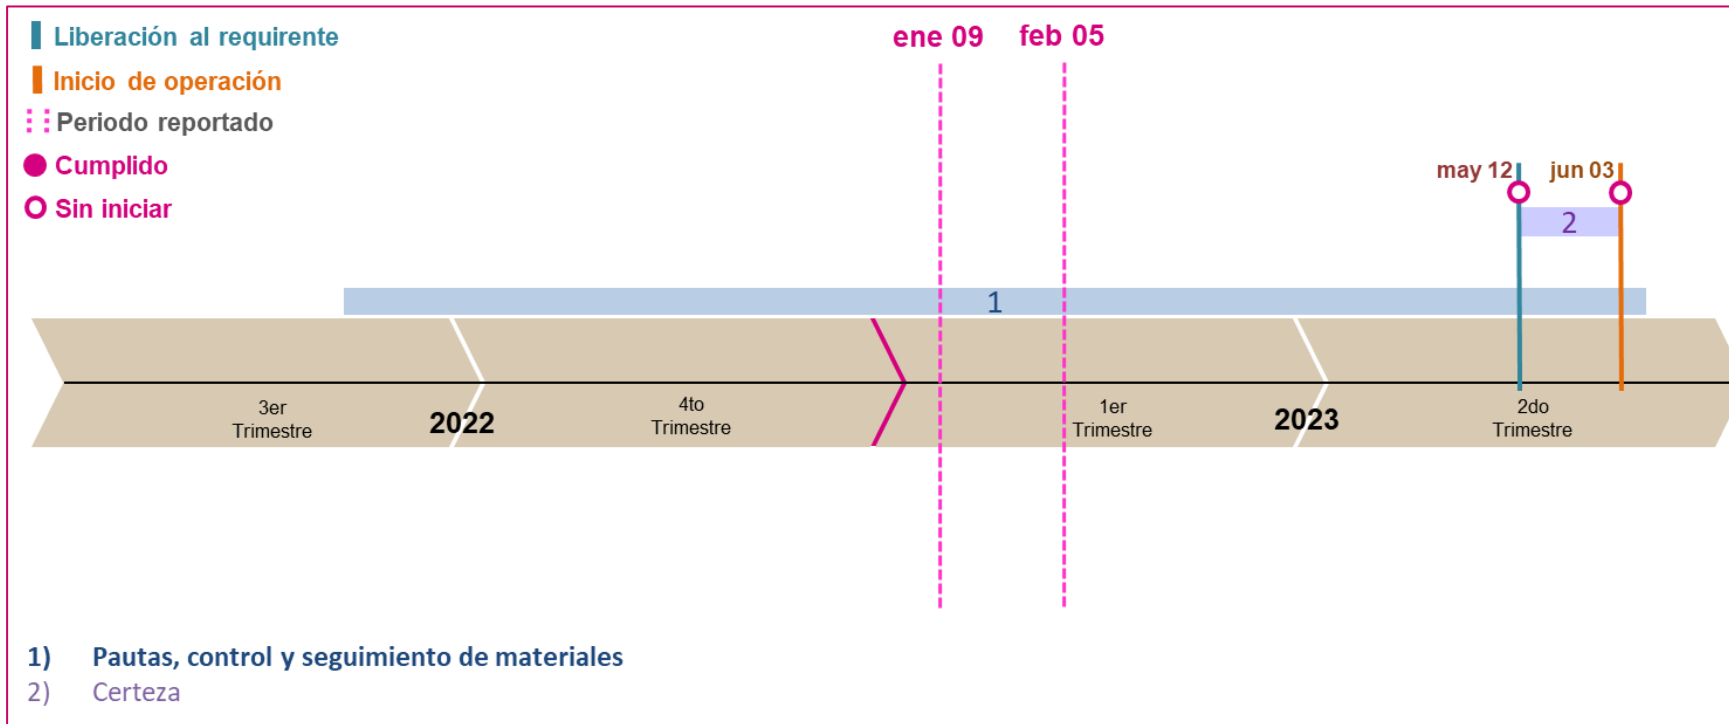 Liberación al requirente
Inicio de operación
Periodo reportado
Cumplido
Sin iniciar
ene 09
feb 05
may 12
jun 03
2
1
3er
Trimestre
2022
4to
Trimestre
1er
Trimestre
2023
2do
Trimestre
1) Pautas, control y seguimiento de materiales
2) Certeza